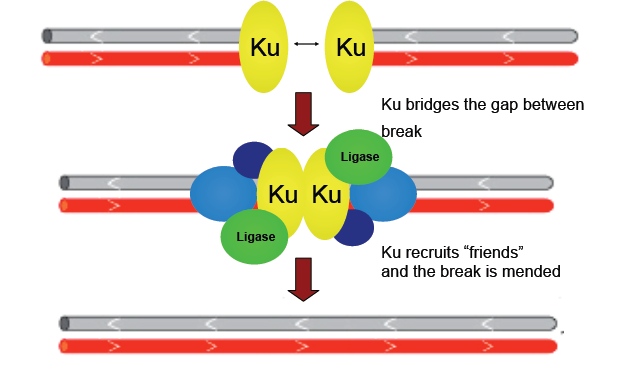 Ku Ku
Ku bridges the gap between
break
Ligase
Ku Ku
Ligase
Ku recruits “friends”
and the break is mended